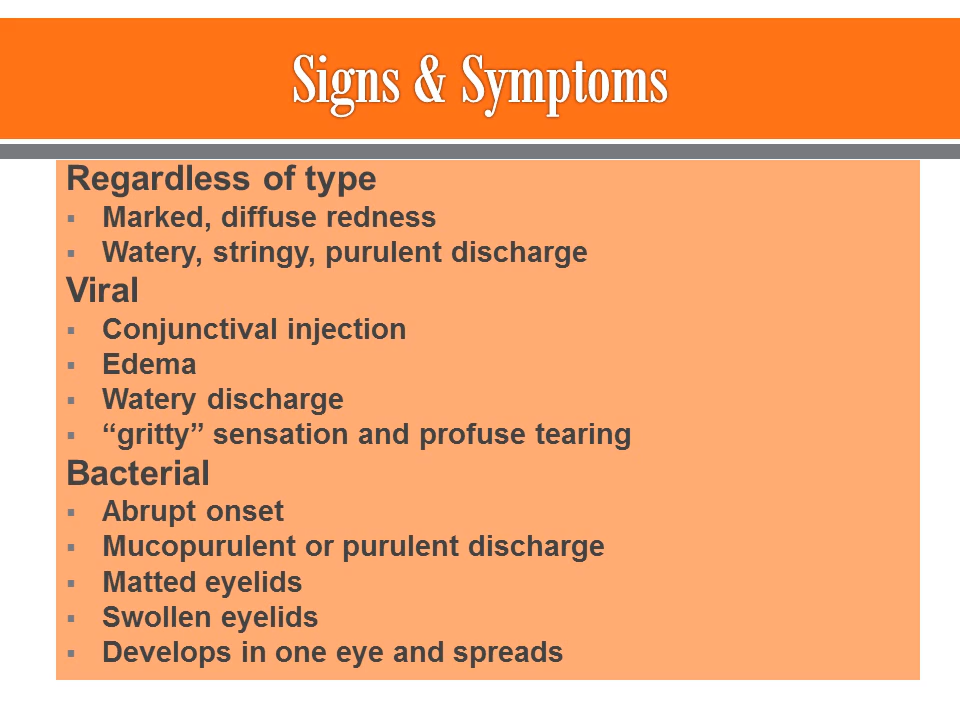 Signs & Symptoms
Regardless of type
▪ Marked, diffuse redness
▪ Watery, stringy, purulent discharge
Viral
▪ Conjunctival injection
▪ Edema
▪ Watery discharge
▪ “gritty” sensation and profuse tearing
Bacterial
▪ Abrupt onset
▪ Mucopurulent or purulent discharge
▪ Matted eyelids
▪ Swollen eyelids
▪ Develops in one eye and spreads